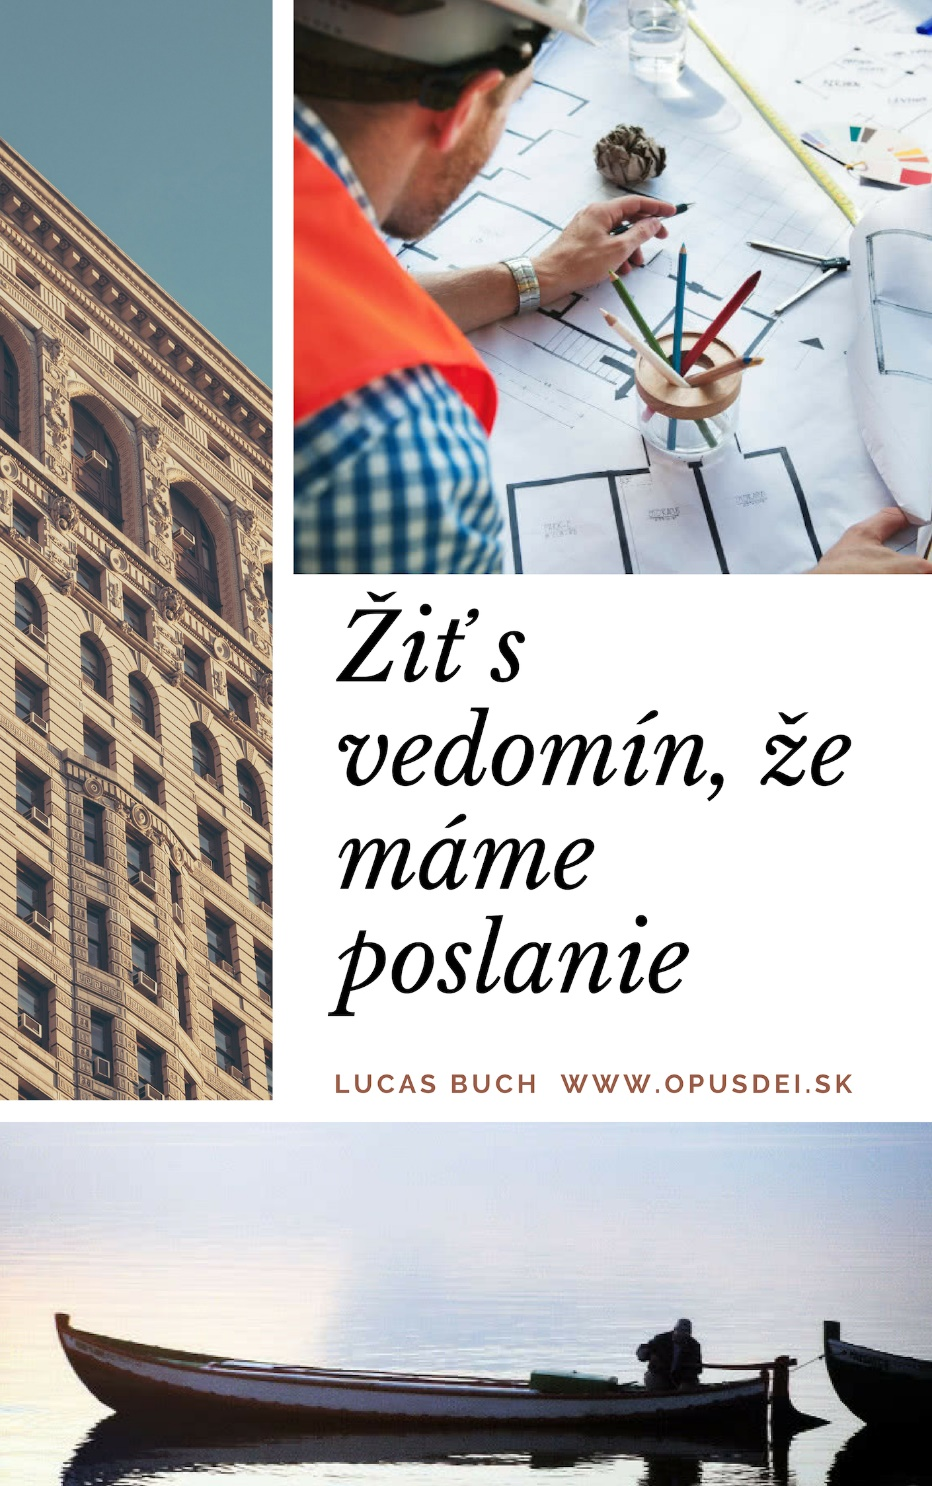 Žiť s
vedomín, že
máme
poslanie
LUCAS BUCH WWW.OPUSDEI.SK